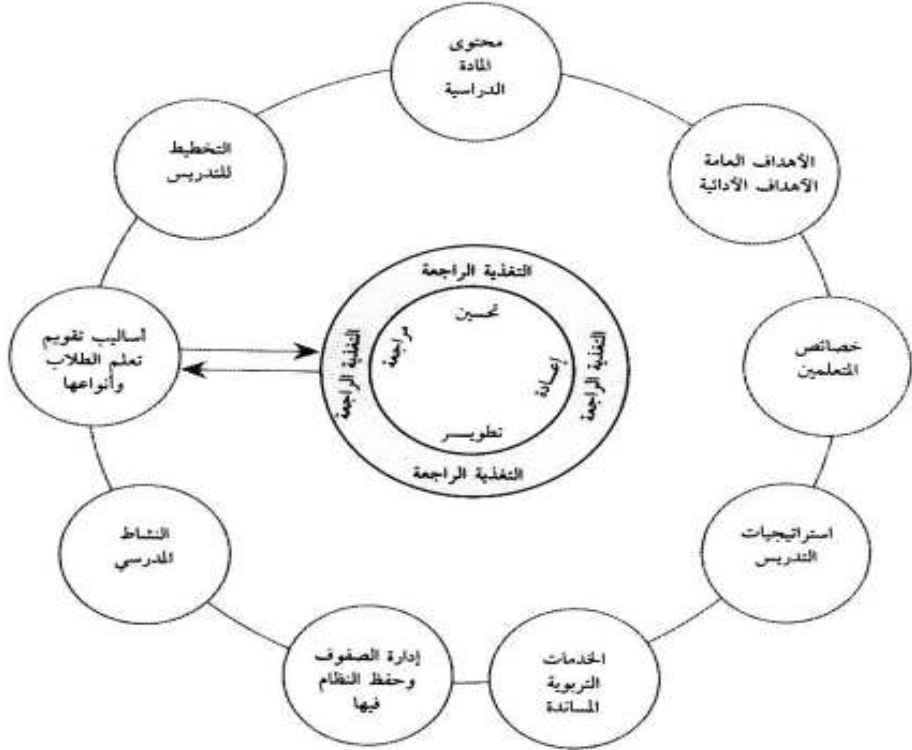 محتوى
المادة
الدراسية
الأهداف العامة
الأهداف الأدائية
خصائص
المتعلمين
استراتيجيات
التدريس
الخدمات
التربوية
المساندة
إدارة الصفوف
وحفظ النظام
فيها
النشاط
المدرسي
أساليب تقويم
تعلم الطلاب
وأنواعها
التخطيط
للتدريس
التغذية الراجعة
التغذية الراجعة
التغذية الراجعة
التغذية الراجعة
تحسين
إعادة
تطويــر
مراجعة